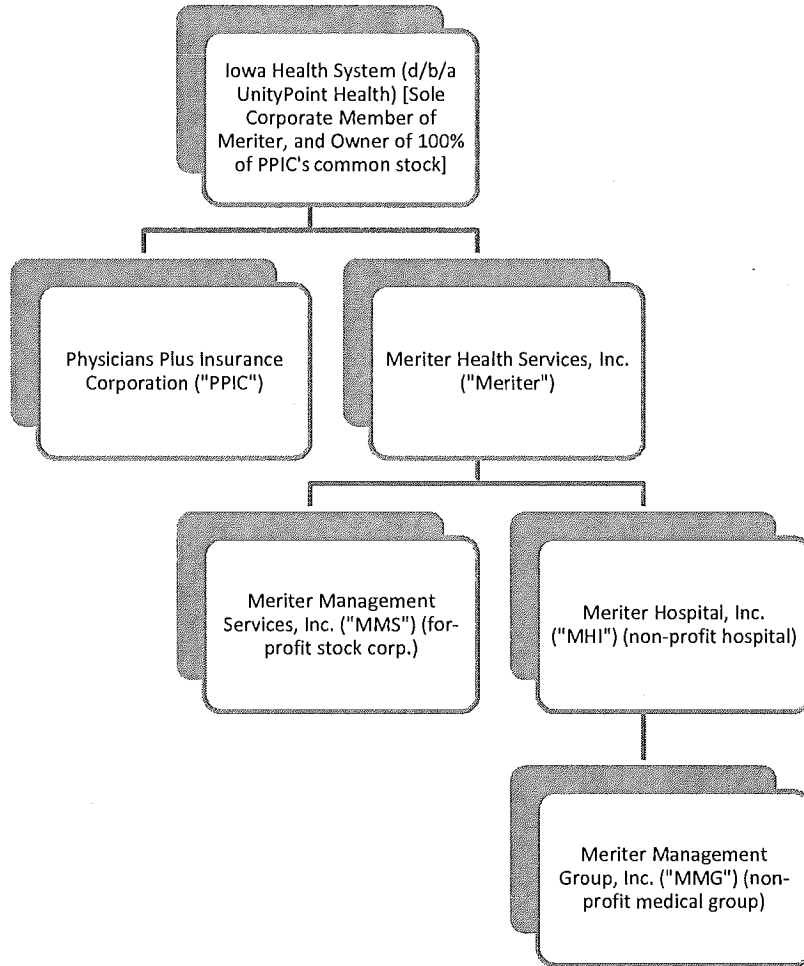 Iowa Health System (d/b/a
UnityPoint Health) [Sole
Corporate Member of
Meriter, and Owner of 100%
of PPIC's common stock]
Physicians Plus Insurance
Corporation ("PPIC")
Meriter Health Services, Inc.
("Meriter")
Meriter Management
Services, Inc. ("MMS") (for-
profit stock corp.)
Meriter Hospital, Inc.
("MHI") (non-profit hospital)
Meriter Management
Group, Inc. ("MMG") (non-
profit medical group)